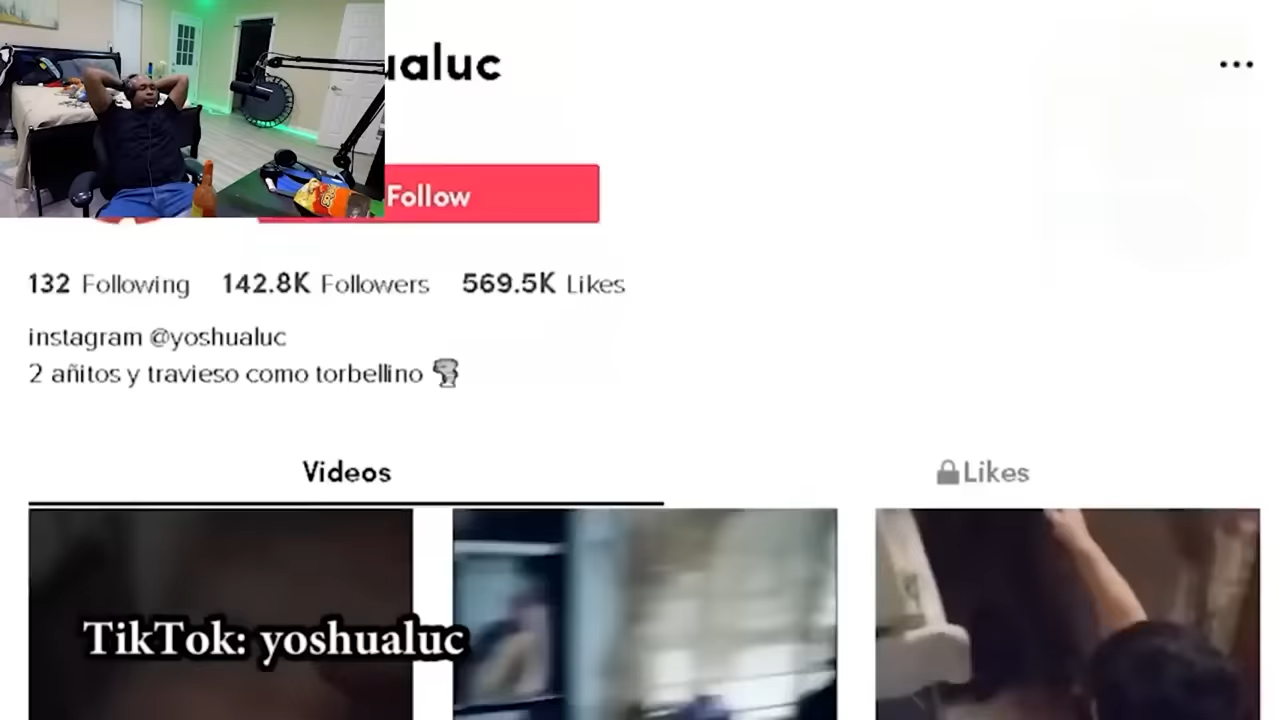 ualuc
Follow
132 Following 142.8K Followers 569.5K Likes
instagram @yoshualuc
2 añitos y travieso como torbellino
Videos
Likes
TikTok: yoshualuc